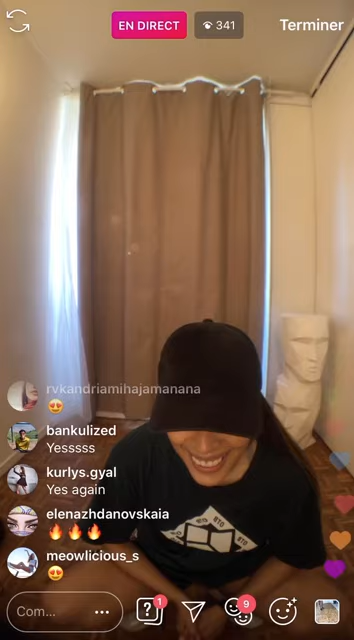 EN DIRECT
341
Terminer
rvkandriamihajamanana
😍
bankulized
Yesssss
kurlys.gyal
Yes again
elenazhdanovskaia
🔥🔥🔥
meowlicious_s
😍
Com...
1
9